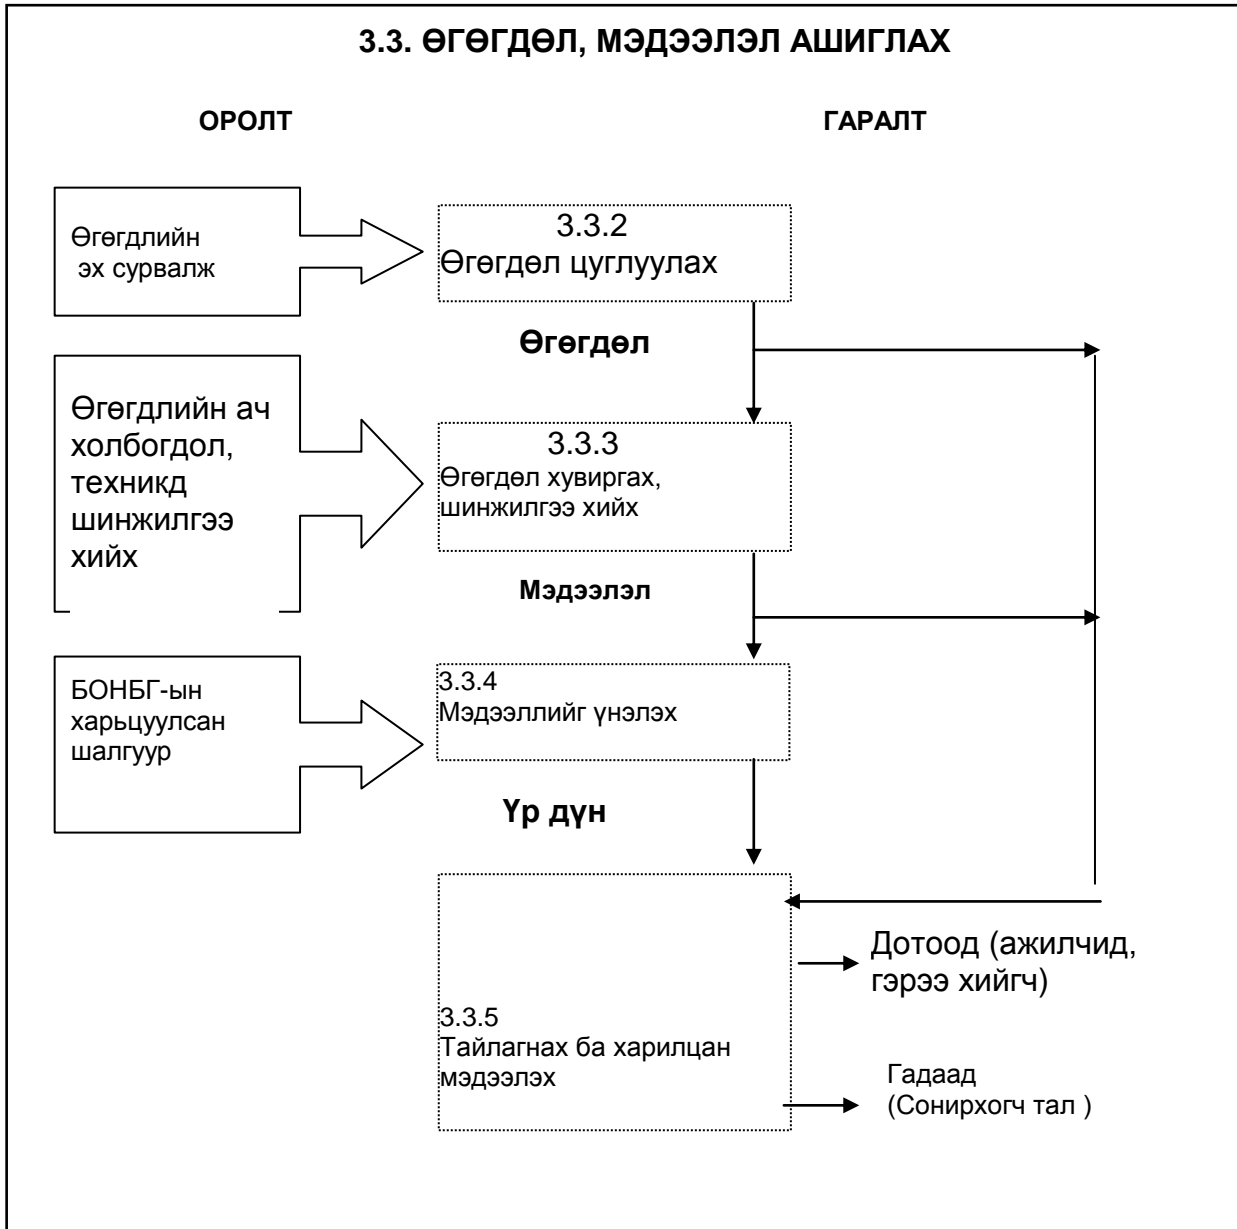 3.3. ӨГӨГДӨЛ, МЭДЭЭЛЭЛ АШИГЛАХ
ОРОЛТ
ГАРАЛТ
Өгөгдлийн
эх сурвалж
3.3.2
Өгөгдөл цуглуулах
Өгөгдөл
Өгөгдлийн ач
холбогдол,
техникд
шинжилгээ
хийх
3.3.3
Өгөгдөл хувиргах,
шинжилгээ хийх
Мэдээлэл
БОНБГ-ын
харьцуулсан
шалгуур
3.3.4
Мэдээллийг үнэлэх
Үр дүн
3.3.5
Тайлагнах ба харилцан
мэдээлэх
Дотоод (ажилчид,
гэрээ хийгч)
Гадаад
(Сонирхогч тал )